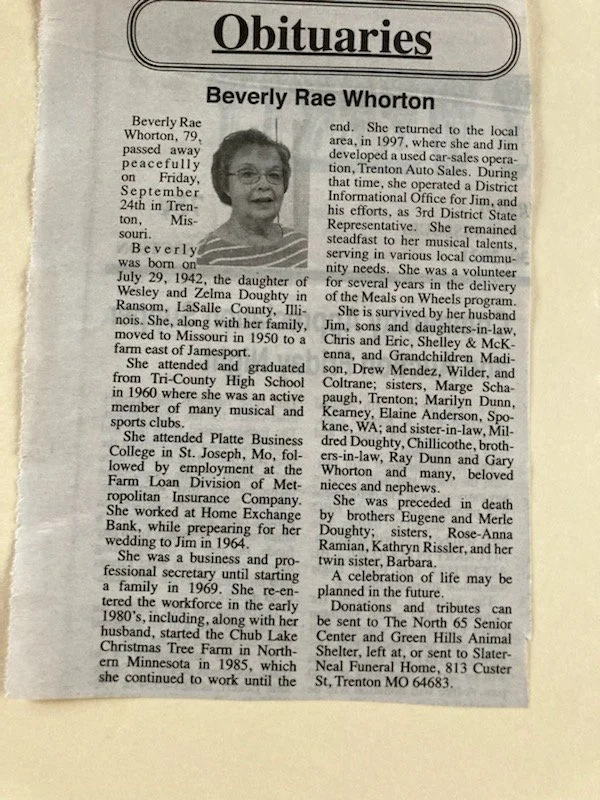 Obituaries
Beverly Rae Whorton
Beverly Rae
Whorton, 79,
passed away
peacefully
on Friday,
September
24th in Tren-
ton, Mis-
souri.
Beverly
was born on
July 29, 1942, the daughter of
Wesley and Zelma Doughty in
Ransom, LaSalle County, Illi-
nois. She, along with her family,
moved to Missouri in 1950 to a
farm east of Jamesport.
She attended and graduated
from Tri-County High School
in 1960 where she was an active
member of many musical and
sports clubs.
She attended Platte Business
College in St. Joseph, Mo, fol-
lowed by employment at the
Farm Loan Division of Met-
ropolitan Insurance Company.
She worked at Home Exchange
Bank, while prepearing for her
wedding to Jim in 1964.
She was a business and pro-
fessional secretary until starting
a family in 1969. She re-en-
tered the workforce in the early
1980's, including, along with her
husband, started the Chub Lake
Christmas Tree Farm in North-
ern Minnesota in 1985, which
she continued to work until the
end. She returned to the local
area, in 1997, where she and Jim
developed a used car-sales opera-
tion, Trenton Auto Sales. During
that time, she operated a District
Informational Office for Jim, and
his efforts, as 3rd District State
Representative. She remained
steadfast to her musical talents,
serving in various local commu-
nity needs. She was a volunteer
for several years in the delivery
of the Meals on Wheels program.
She is survived by her husband
Jim, sons and daughters-in-law,
Chris and Eric, Shelley & McK-
enna, and Grandchildren Madi-
son, Drew Mendez, Wilder, and
Coltrane; sisters, Marge Scha-
paugh, Trenton; Marilyn Dunn,
Kearney, Elaine Anderson, Spo-
kane, WA; and sister-in-law, Mil-
dred Doughty, Chillicothe, broth-
ers-in-law, Ray Dunn and Gary
Whorton and many, beloved
nieces and nephews.
She was preceded in death
by brothers Eugene and Merle
Doughty; sisters, Rose-Anna
Ramian, Kathryn Rissler, and her
twin sister, Barbara.
A celebration of life may be
planned in the future.
Donations and tributes can
be sent to The North 65 Senior
Center and Green Hills Animal
Shelter, left at, or sent to Slater-
Neal Funeral Home, 813 Custer
St, Trenton MO 64683.